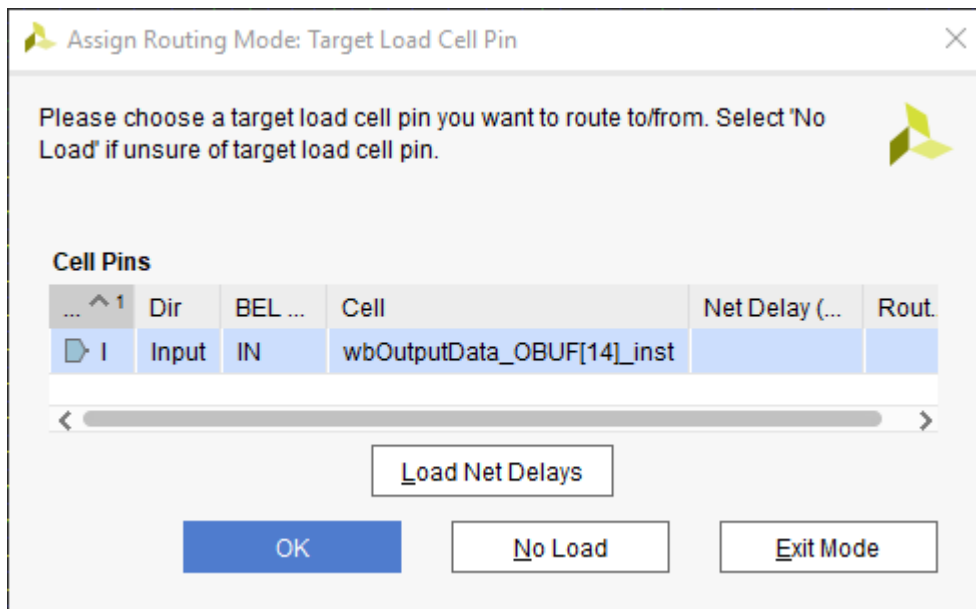 Assign Routing Mode: Target Load Cell Pin
Please choose a target load cell pin you want to route to/from. Select 'No
Load' if unsure of target load cell pin.
Cell Pins
... 1 Dir BEL ... Cell Net Delay (... Rout.
I Input IN wbOutputData_OBUF[14]_inst
Load Net Delays
OK No Load Exit Mode